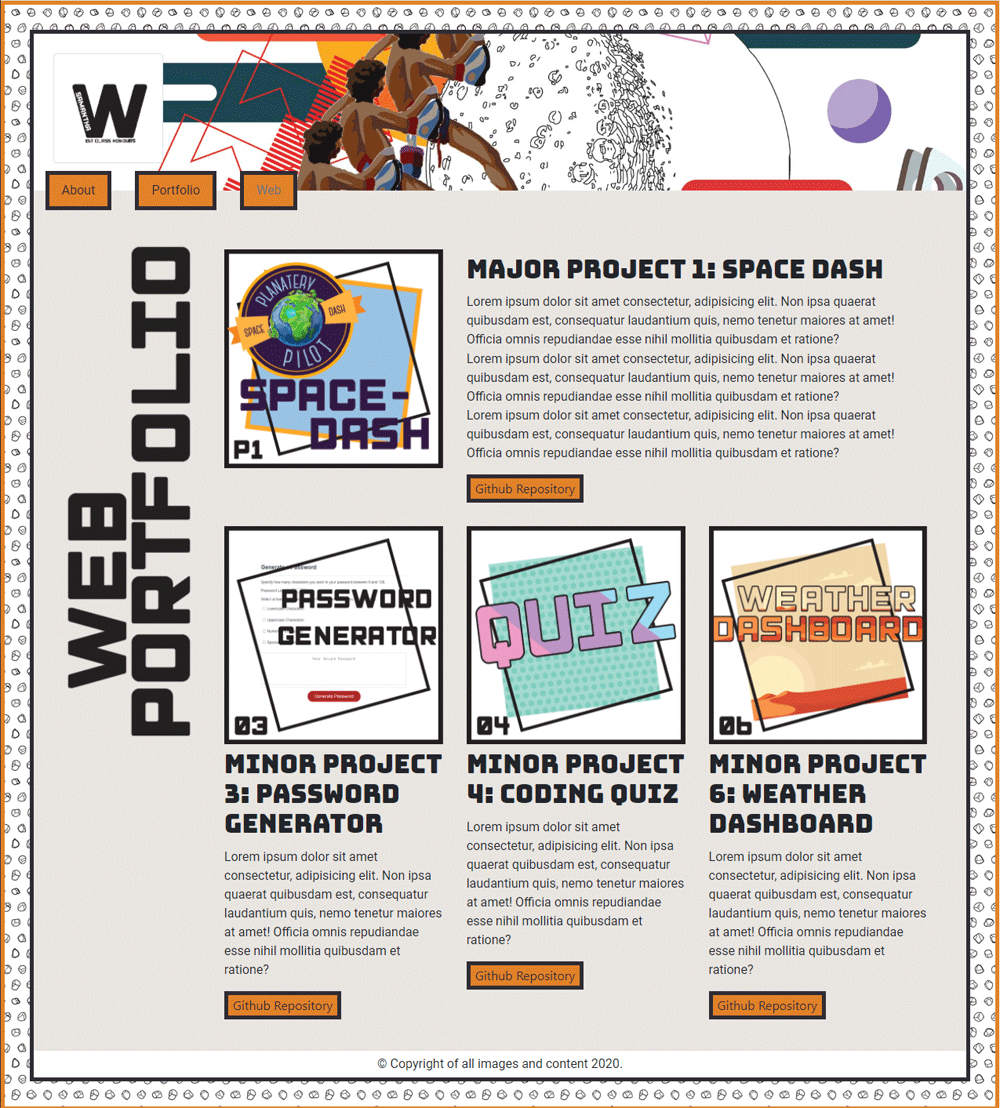 W
SAMANTHA
1ST CLASS HONOURS
About
Portfolio
Web
WEB
PORTFOLIO
PLANATERY
SPACE
DASH
PILOT
SPACE-
DASH
P1
MAJOR PROJECT 1: SPACE DASH
Lorem ipsum dolor sit amet consectetur, adipisicing elit. Non ipsa quaerat
quibusdam est, consequatur laudantium quis, nemo tenetur maiores at amet!
Officia omnis repudiandae esse nihil mollitia quibusdam et ratione?
Lorem ipsum dolor sit amet consectetur, adipisicing elit. Non ipsa quaerat
quibusdam est, consequatur laudantium quis, nemo tenetur maiores at amet!
Officia omnis repudiandae esse nihil mollitia quibusdam et ratione?
Lorem ipsum dolor sit amet consectetur, adipisicing elit. Non ipsa quaerat
quibusdam est, consequatur laudantium quis, nemo tenetur maiores at amet!
Officia omnis repudiandae esse nihil mollitia quibusdam et ratione?
Github Repository
PASSWORD
GENERATOR
Your Secure Password
Generate Password
03
MINOR PROJECT
3: PASSWORD
GENERATOR
Lorem ipsum dolor sit amet
consectetur, adipisicing elit. Non ipsa
quaerat quibusdam est, consequatur
laudantium quis, nemo tenetur maiores
at amet! Officia omnis repudiandae
esse nihil mollitia quibusdam et
ratione?
Github Repository
QUIZ
04
MINOR PROJECT
4: CODING QUIZ
Lorem ipsum dolor sit amet
consectetur, adipisicing elit. Non ipsa
quaerat quibusdam est, consequatur
laudantium quis, nemo tenetur maiores
at amet! Officia omnis repudiandae
esse nihil mollitia quibusdam et
ratione?
Github Repository
WEATHER
DASHBOARD
06
MINOR PROJECT
6: WEATHER
DASHBOARD
Lorem ipsum dolor sit amet
consectetur, adipisicing elit. Non ipsa
quaerat quibusdam est, consequatur
laudantium quis, nemo tenetur maiores
at amet! Officia omnis repudiandae
esse nihil mollitia quibusdam et
ratione?
Github Repository
© Copyright of all images and content 2020.